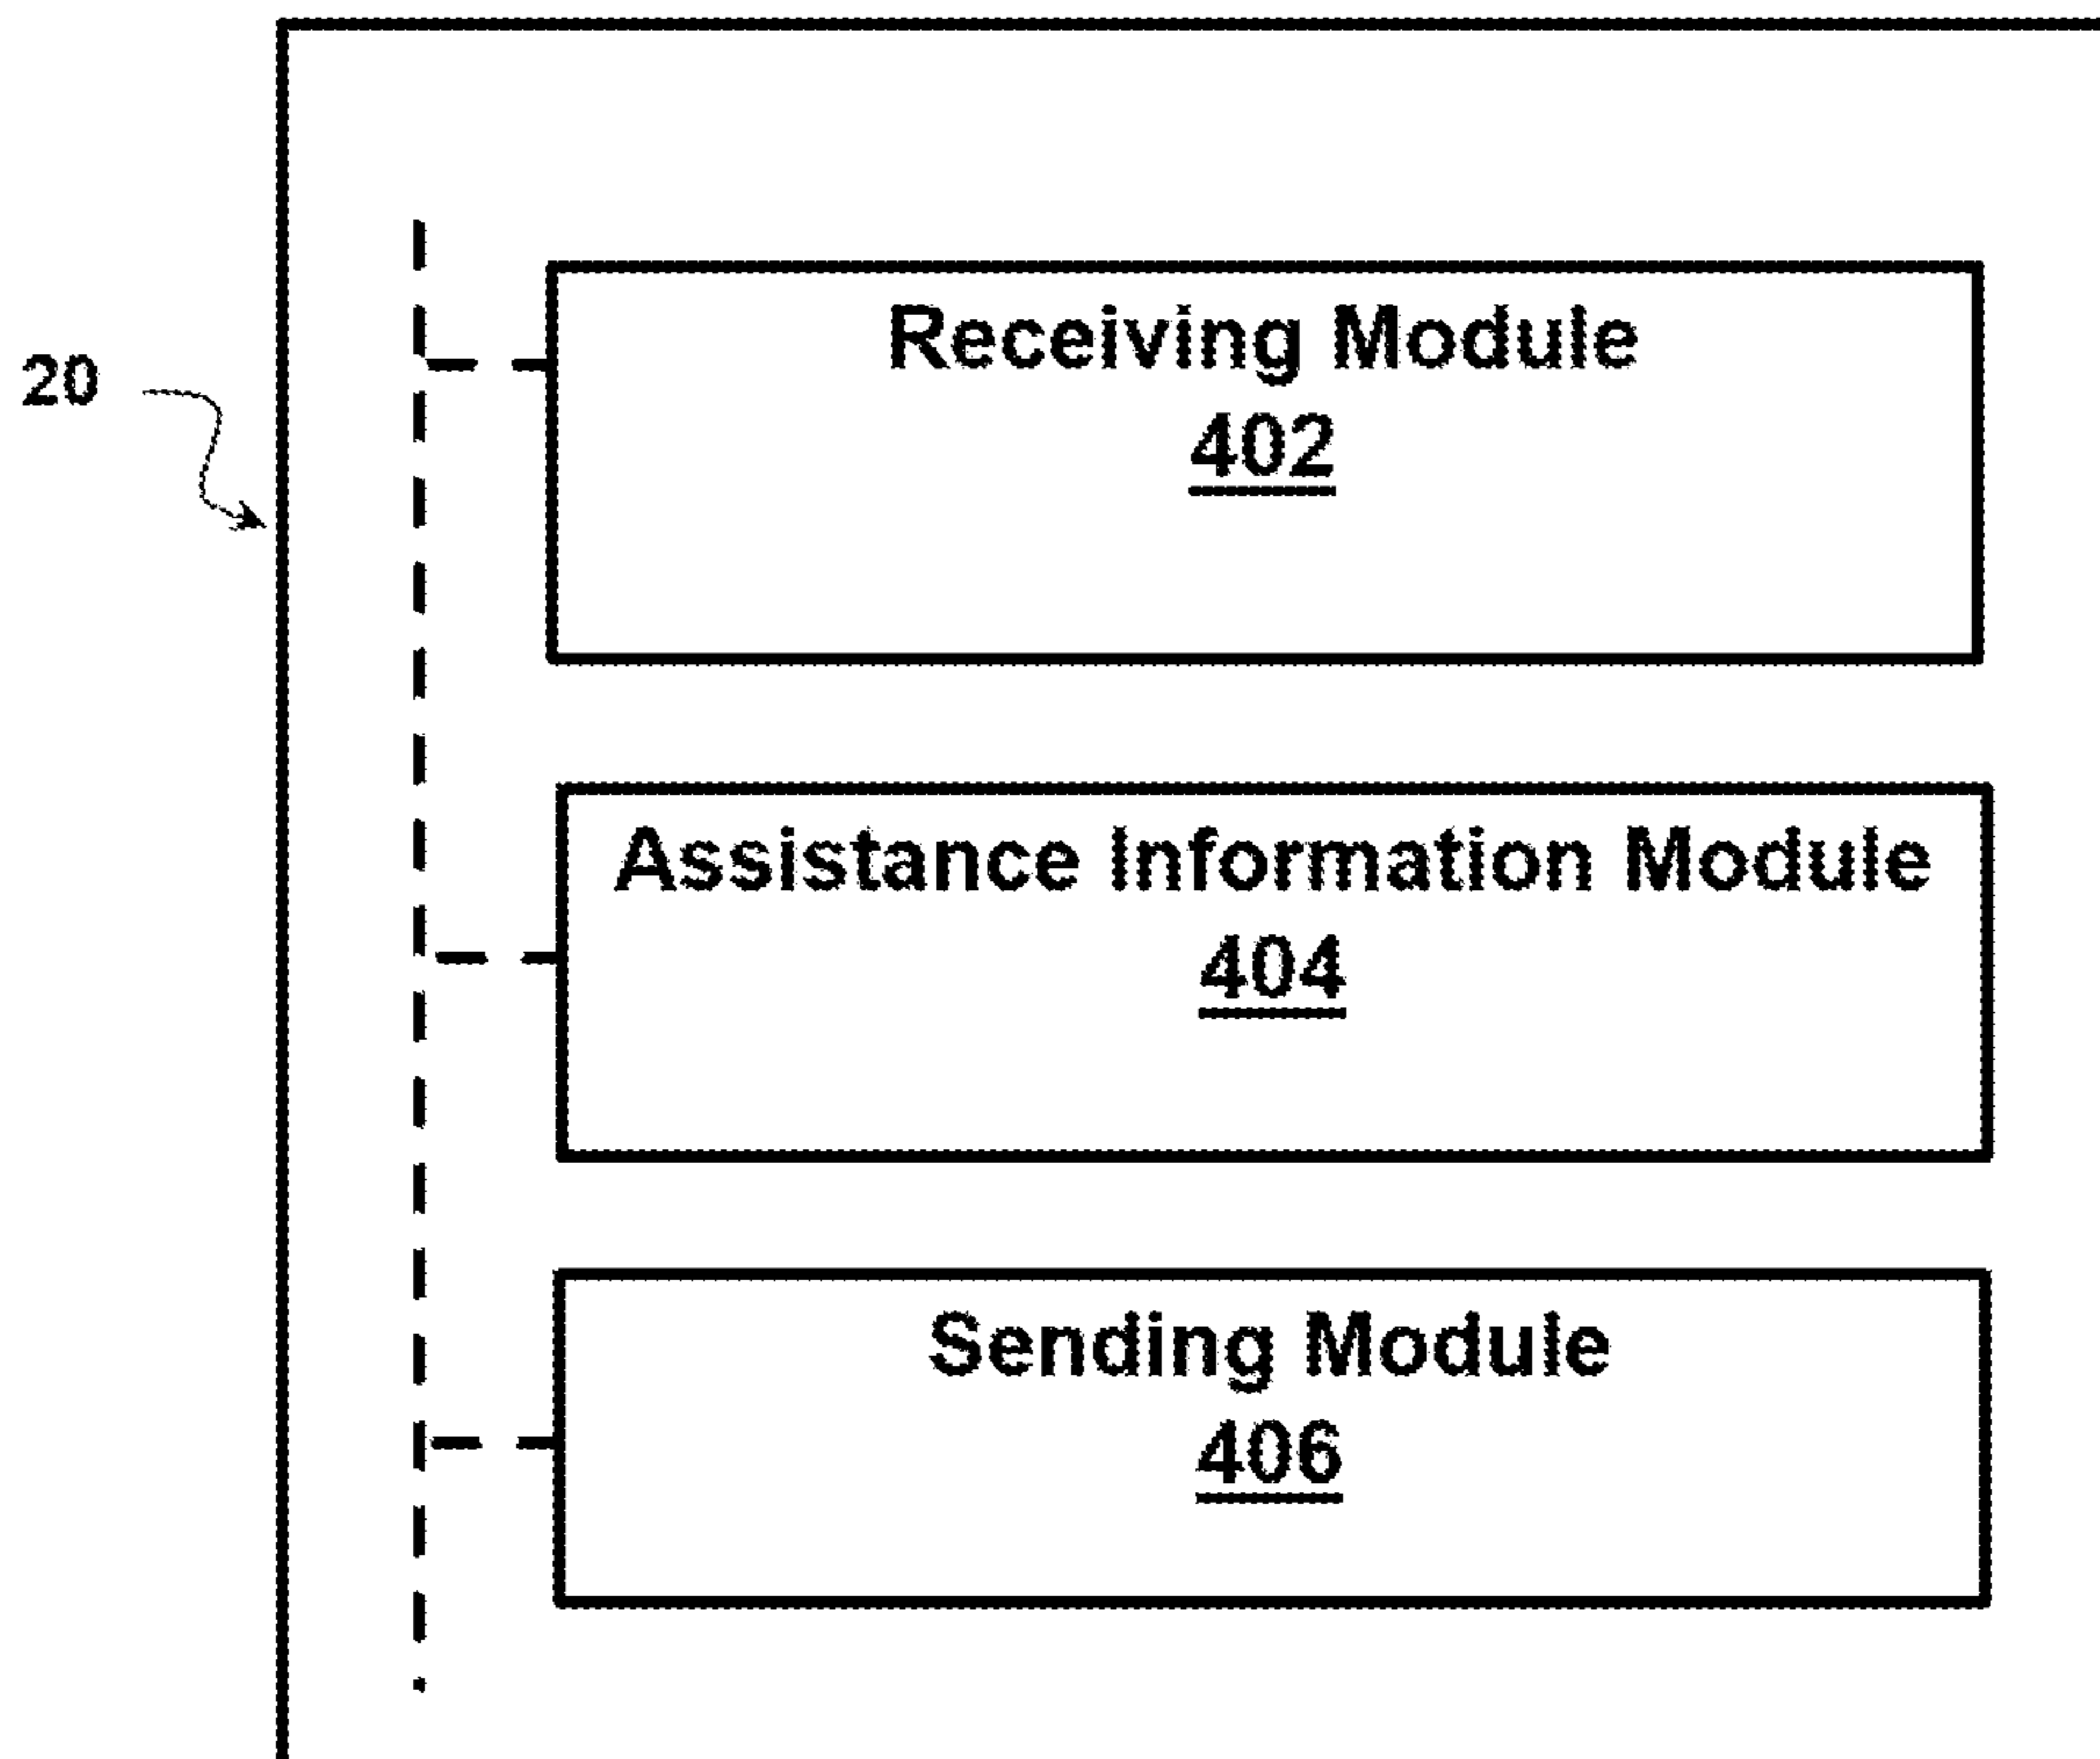 Receiving Module
402
20
Assistance Information Module
404
Sending Module
406